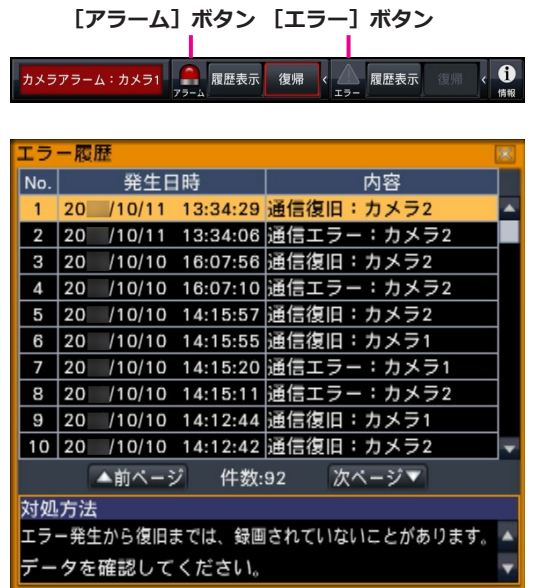 ［アラーム］ボタン ［エラー］ボタン
カメラアラーム：カメラ1 アラーム 履歴表示 復帰 < エラー 履歴表示 復帰 < i 情報
エラー履歴
No. 発生日時 内容
1 20 /10/11 13:34:29 通信復旧：カメラ2
2 20 /10/11 13:34:06 通信エラー：カメラ2
3 20 /10/10 16:07:56 通信復旧：カメラ2
4 20 /10/10 16:07:10 通信エラー：カメラ2
5 20 /10/10 14:15:57 通信復旧：カメラ2
6 20 /10/10 14:15:55 通信復旧：カメラ1
7 20 /10/10 14:15:20 通信エラー：カメラ1
8 20 /10/10 14:15:11 通信エラー：カメラ2
9 20 /10/10 14:12:44 通信復旧：カメラ1
10 20 /10/10 14:12:42 通信復旧：カメラ2
▲前ページ 件数:92 次ページ▼
対処方法
エラー発生から復旧までは、録画されていないことがあります。
データを確認してください。